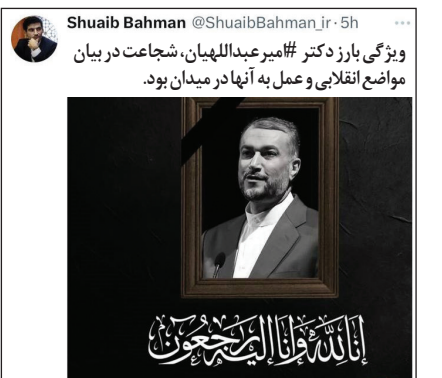 Shuaib Bahman @ShuaibBahman_ir · 5h
ویژگی بارز دکتر #امیرعبداللهیان، شجاعت در بیان
مواضع انقلابی و عمل به آنها در میدان بود.
إنا لله وإنا إليه راجعون